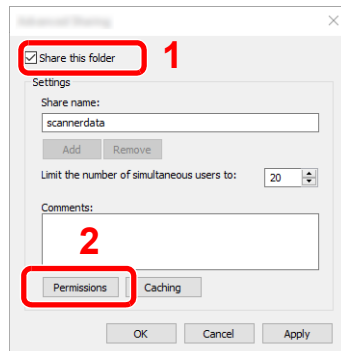 Share this folder
1
Settings
Share name:
scannerdata
Add Remove
Limit the number of simultaneous users to: 20
Comments:
2
Permissions Caching
OK Cancel Apply